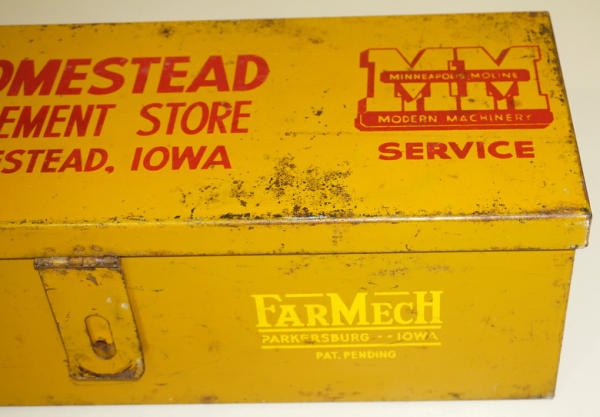 OMESTEAD
EMENT STORE
ESTEAD, IOWA
MM
MINNEAPOLIS-MOLINE
MODERN MACHINERY
SERVICE
FARMECH
PARKERSBURG - - IOWA
PAT. PENDING